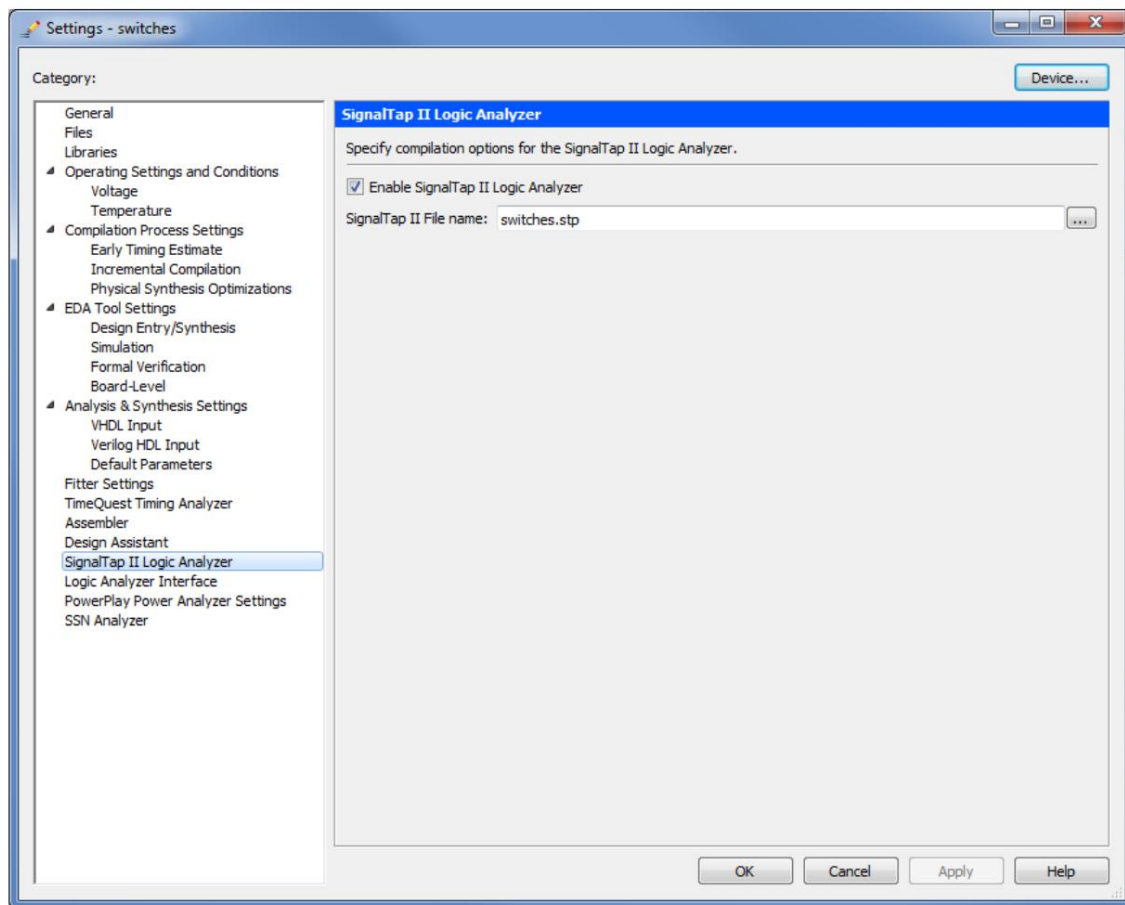 Settings - switches
Category:
Device...
General
Files
Libraries
Operating Settings and Conditions
Voltage
Temperature
Compilation Process Settings
Early Timing Estimate
Incremental Compilation
Physical Synthesis Optimizations
EDA Tool Settings
Design Entry/Synthesis
Simulation
Formal Verification
Board-Level
Analysis & Synthesis Settings
VHDL Input
Verilog HDL Input
Default Parameters
Fitter Settings
TimeQuest Timing Analyzer
Assembler
Design Assistant
SignalTap II Logic Analyzer
Logic Analyzer Interface
PowerPlay Power Analyzer Settings
SSN Analyzer
SignalTap II Logic Analyzer
Specify compilation options for the SignalTap II Logic Analyzer.
Enable SignalTap II Logic Analyzer
SignalTap II File name: switches.stp ...
OK Cancel Apply Help